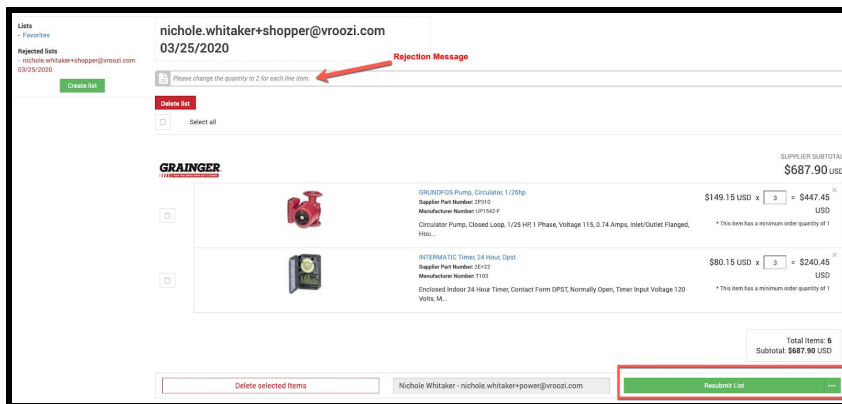 Lists
- Favorites
Rejected lists
- nichole.whitaker+shopper@vroozi.com
03/25/2020
Create list
nichole.whitaker+shopper@vroozi.com
03/25/2020
Rejection Message
Please change the quantity to 2 for each line item.
Delete list
Select all
GRAINGER
SUPPLIER SUBTOTAL
$687.90 USD
GRUNDFOS Pump, Circulator, 1/25hp
Supplier Part Number: 2P310
Manufacturer Number: UP1542-F
Circulator Pump, Closed Loop, 1/25 HP, 1 Phase, Voltage 115, 0.74 Amps, Inlet/Outlet Flanged,
Hou...
$149.15 USD x 3 = $447.45
USD
* This item has a minimum order quantity of 1
INTERMATIC Timer, 24 Hour, Dpst
Supplier Part Number: 2E+22
Manufacturer Number: T103
Enclosed Indoor 24 Hour Timer, Contact Form DPST, Normally Open, Timer Input Voltage 120
Volts, M...
$80.15 USD x 3 = $240.45
USD
* This item has a minimum order quantity of 1
Total Items: 6
Subtotal: $687.90 USD
Delete selected Items
Nichole Whitaker - nichole.whitaker+power@vroozi.com
Resubmit List
...